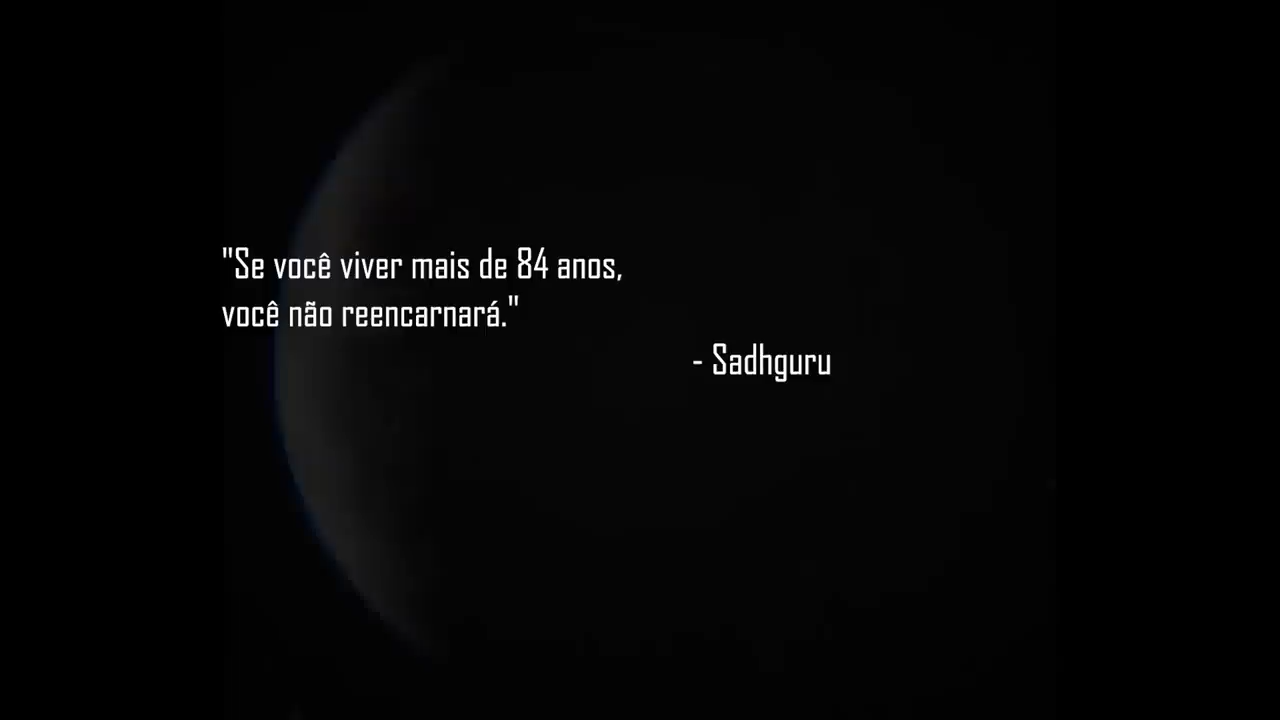 "Se você viver mais de 84 anos,
você não reencarnará."
- Sadhguru